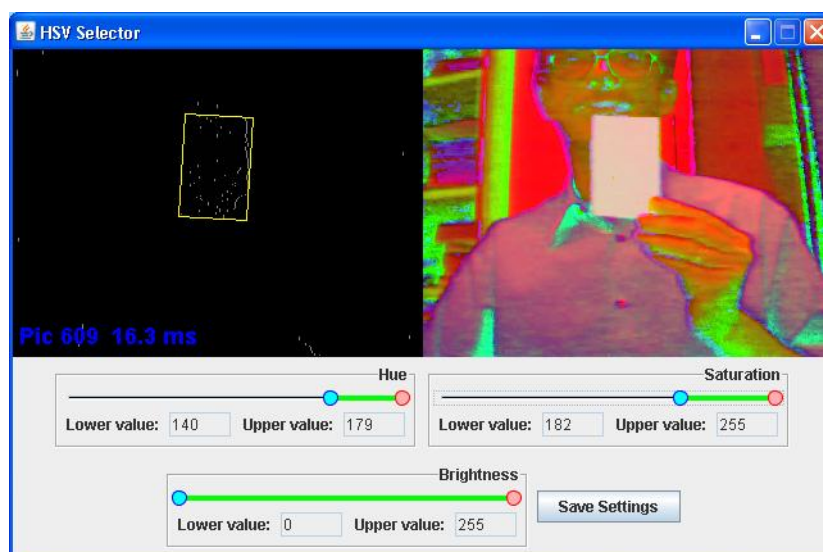 HSV Selector
Pic 609 16.3 ms
Hue
Lower value: 140 Upper value: 179
Saturation
Lower value: 182 Upper value: 255
Brightness
Lower value: 0 Upper value: 255
Save Settings